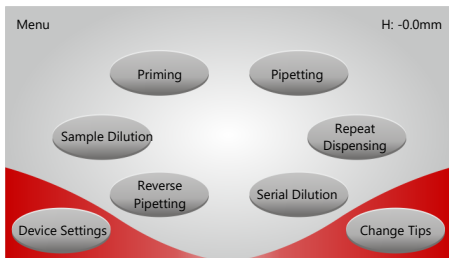 Menu
H: -0.0mm
Priming
Pipetting
Sample Dilution
Repeat
Dispensing
Reverse
Pipetting
Serial Dilution
Device Settings
Change Tips